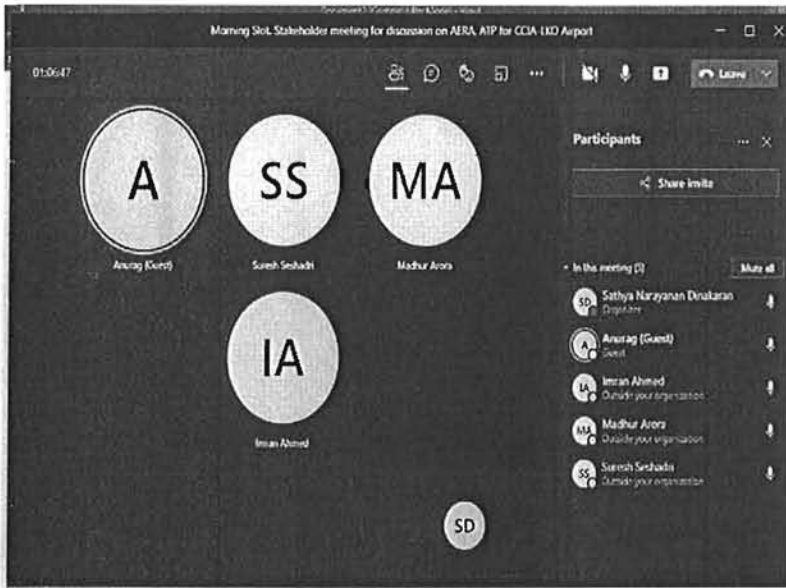 Morning Slot. Stakeholder meeting for discussion on AERA, ATP for CCIA-LKO Airport
01:06:47
Leave
A
SS
MA
Anurag (Guest)
Suresh Seshadri
Madhur Arora
IA
Imran Ahmed
SD
Participants
Share invite
In this meeting (5)
Mute all
SD
Sathya Narayanan Dinakaran
Organizer
A
Anurag (Guest)
Guest
IA
Imran Ahmed
Outside your organization
MA
Madhur Arora
Outside your organization
SS
Suresh Seshadri
Outside your organization